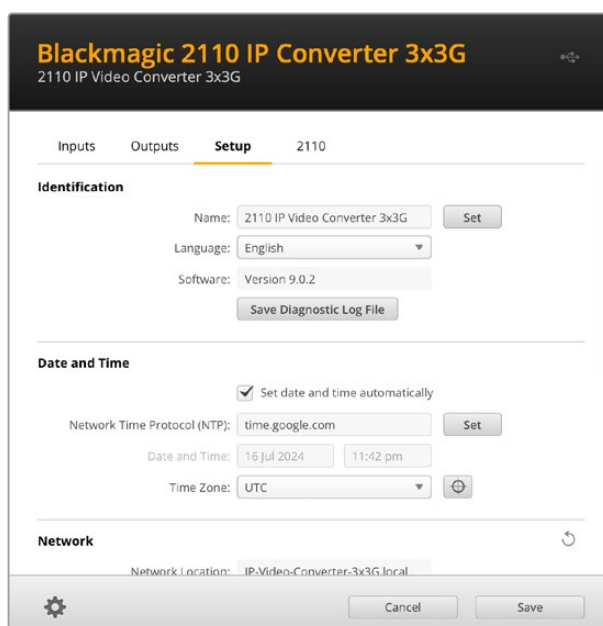 Blackmagic 2110 IP Converter 3x3G
2110 IP Video Converter 3x3G
Inputs Outputs Setup 2110
Identification
Name: 2110 IP Video Converter 3x3G Set
Language: English
Software: Version 9.0.2
Save Diagnostic Log File
Date and Time
Set date and time automatically
Network Time Protocol (NTP): time.google.com Set
Date and Time: 16 Jul 2024 11:42 pm
Time Zone: UTC
Network
Network Location: IP-Video-Converter-3x3G.local
Cancel Save